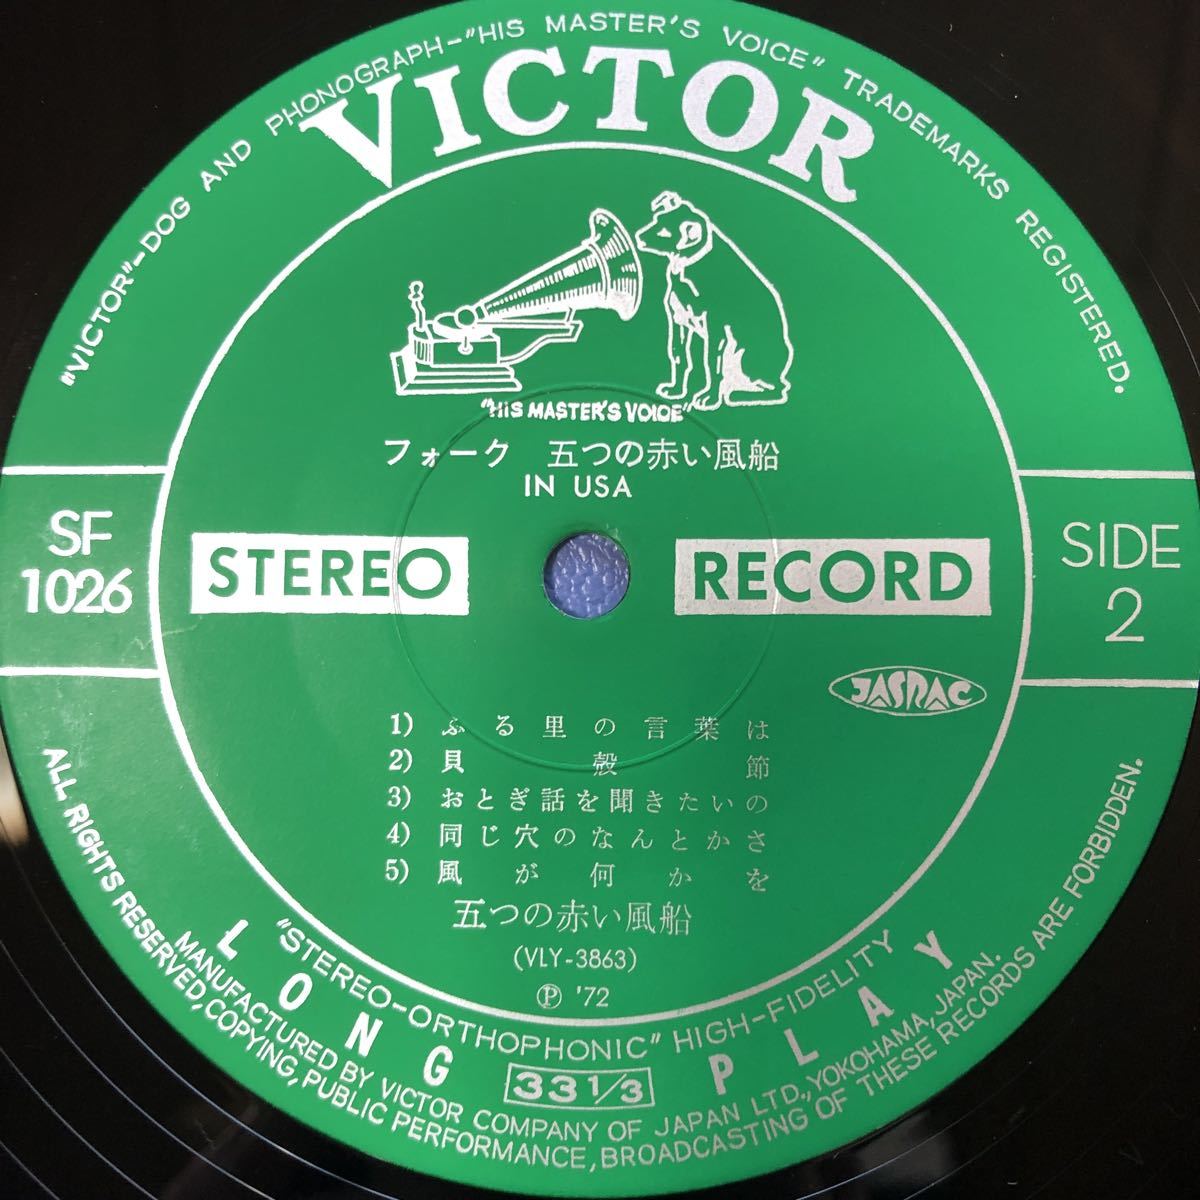 "VICTOR"-DOG AND PHONOGRAPH-"HIS MASTER'S VOICE" TRADEMARKS REGISTERED.
VICTOR
"HIS MASTER'S VOICE"
フォーク 五つの赤い風船
IN USA
SF
1026
STEREO
RECORD
SIDE
2
JASRAC
1) ふる里の言葉は
2) 貝殻節
3) おとぎ話を聞きたいの
4) 同じ穴のなんとかさ
5) 風が何かを
五つの赤い風船
(VLY-3863)
Ⓟ '72
"STEREO-ORTHOPHONIC" HIGH-FIDELITY
LONG PLAY
33 1/3
MANUFACTURED BY VICTOR COMPANY OF JAPAN LTD., YOKOHAMA, JAPAN.
ALL RIGHTS RESERVED, COPYING, PUBLIC PERFORMANCE, BROADCASTING OF THESE RECORDS ARE FORBIDDEN.